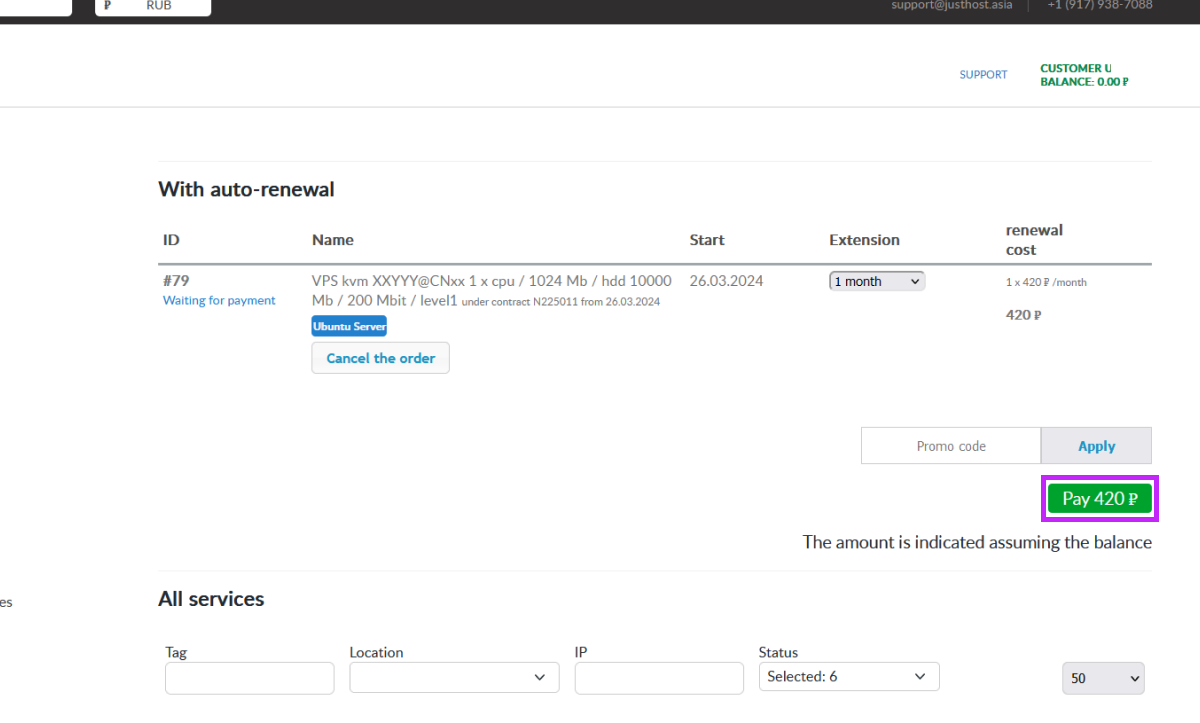 ₽ RUB
support@justhost.asia
+1 (917) 938-7088
SUPPORT
CUSTOMER U
BALANCE: 0.00 ₽
With auto-renewal
ID Name Start Extension renewal
cost
#79 VPS kvm XXYYY@CNxx 1 x cpu / 1024 Mb / hdd 10000 26.03.2024 1 month 1 x 420 ₽ /month
Waiting for payment Mb / 200 Mbit / level1 under contract N225011 from 26.03.2024
420 ₽
Ubuntu Server
Cancel the order
Promo code Apply
Pay 420 ₽
The amount is indicated assuming the balance
All services
es
Tag Location IP Status
Selected: 6
50